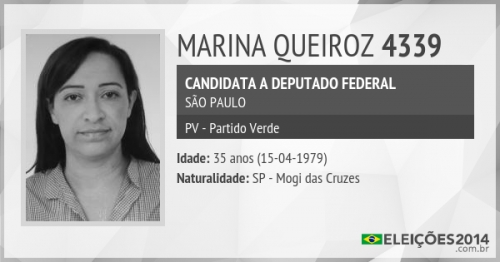 MARINA QUEIROZ 4339
CANDIDATA A DEPUTADO FEDERAL
SÃO PAULO
PV - Partido Verde
Idade: 35 anos (15-04-1979)
Naturalidade: SP - Mogi das Cruzes
ELEIÇÕES2014
.com.br